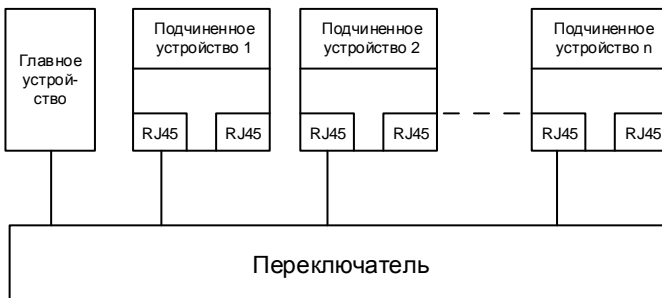 Главное
устрой-
ство
Подчиненное
устройство 1
RJ45
RJ45
Подчиненное
устройство 2
RJ45
RJ45
Подчиненное
устройство n
RJ45
RJ45
Переключатель